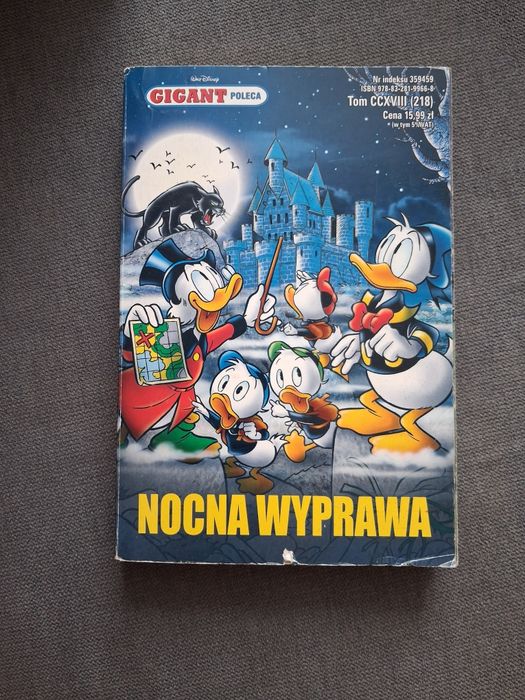 Walt Disney
GIGANT POLECA
Nr indeksu 359459
ISBN 978-83-281-9966-8
Tom CCXVIII (218)
Cena 15,99 zł
(w tym 5% VAT)
NOCNA WYPRAWA